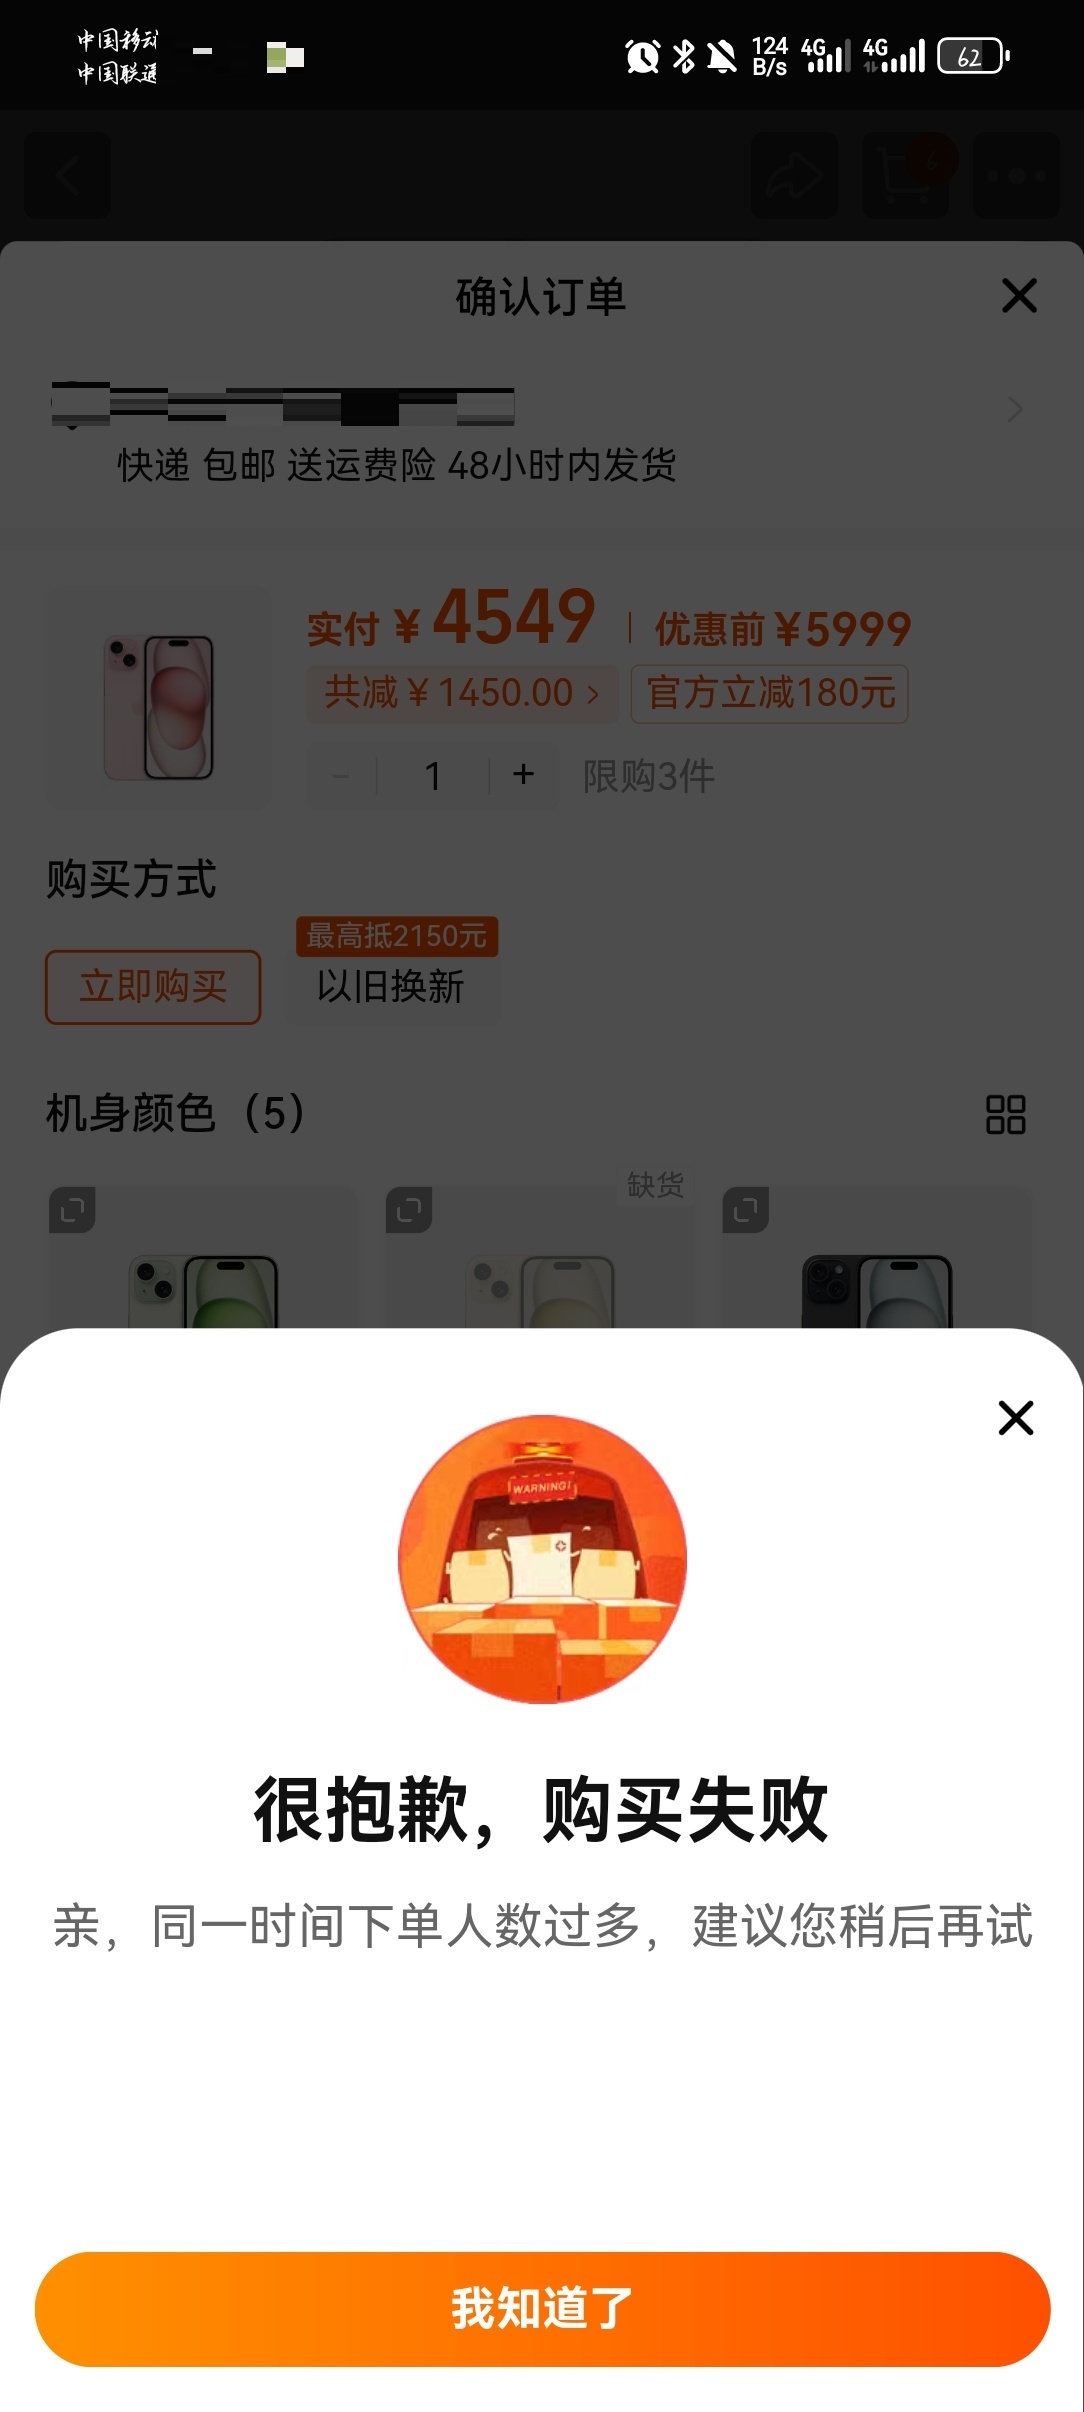 中国移动
中国联通
124
B/s
4G
4G
62
6
确认订单
快递 包邮 送运费险 48小时内发货
实付 ¥ 4549 | 优惠前 ¥5999
共减 ¥ 1450.00 >
官方立减180元
1
+
限购3件
购买方式
最高抵2150元
立即购买
以旧换新
机身颜色（5）
缺货
WARNING!
很抱歉，购买失败
亲，同一时间下单人数过多，建议您稍后再试
我知道了